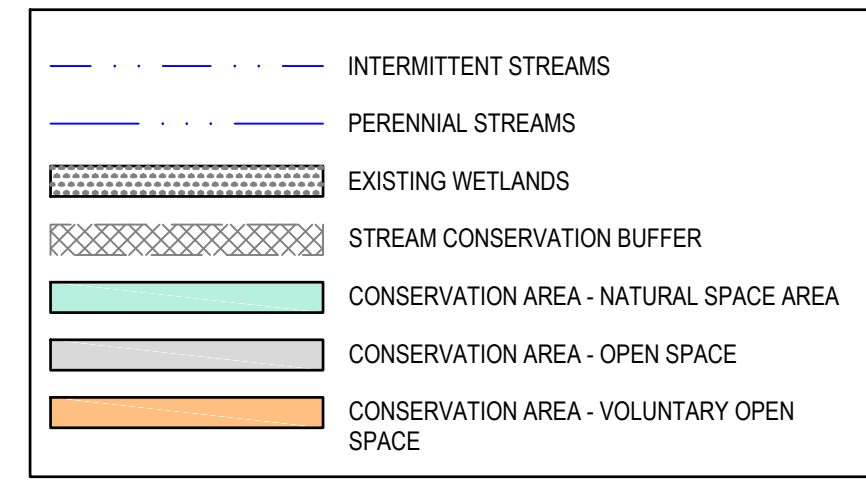 INTERMITTENT STREAMS
PERENNIAL STREAMS
EXISTING WETLANDS
STREAM CONSERVATION BUFFER
CONSERVATION AREA - NATURAL SPACE AREA
CONSERVATION AREA - OPEN SPACE
CONSERVATION AREA - VOLUNTARY OPEN
SPACE